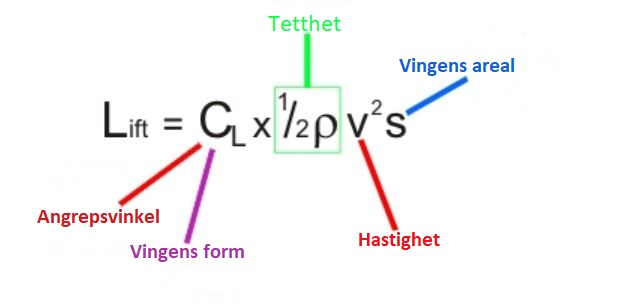 Tetthet
Vingens areal
Lift = CL x ½ρ v²s
Angrepsvinkel
Vingens form
Hastighet